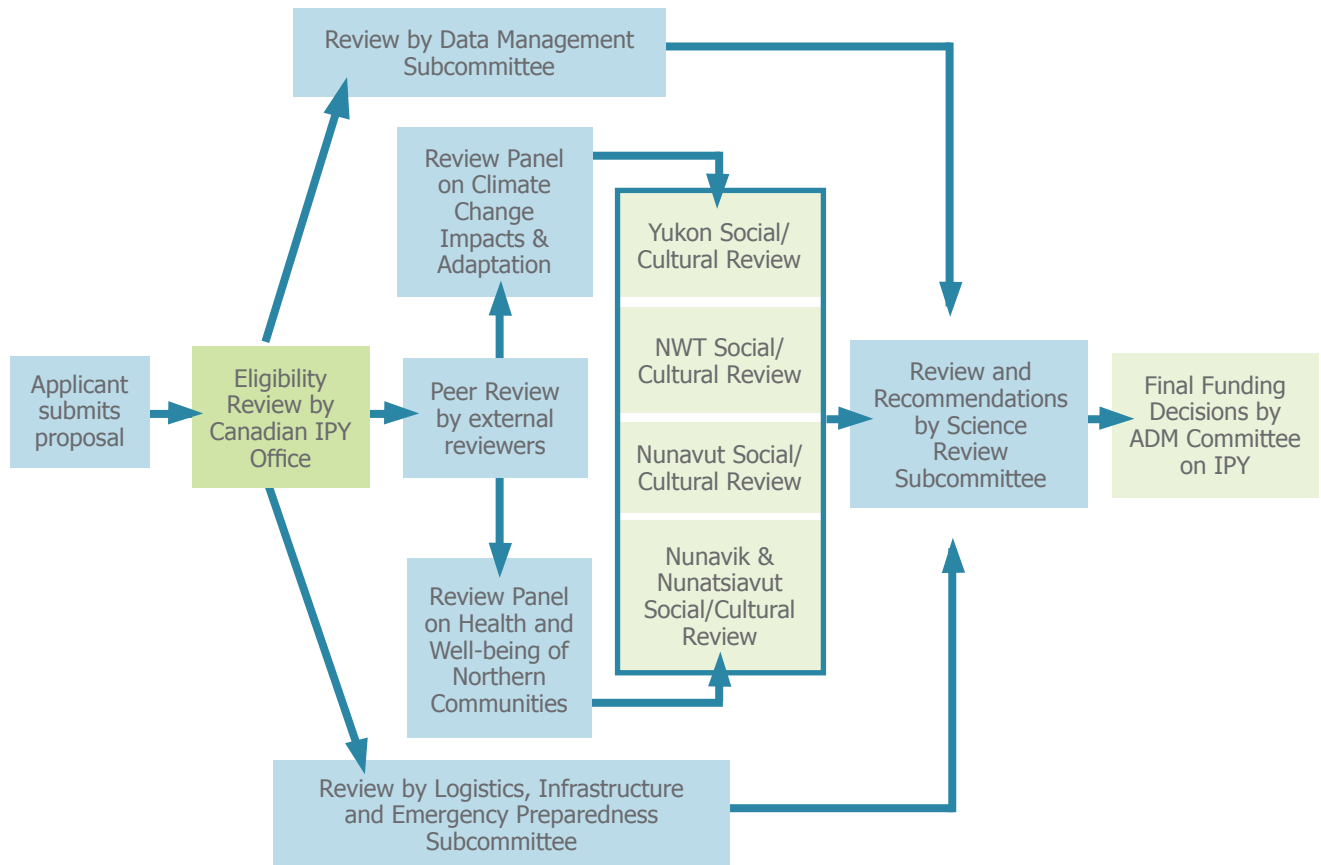 Review by Data Management
Subcommittee
Review Panel
on Climate
Change
Impacts &
Adaptation
Yukon Social/
Cultural Review
NWT Social/
Cultural Review
Nunavut Social/
Cultural Review
Nunavik &
Nunatsiavut
Social/Cultural
Review
Applicant
submits
proposal
Eligibility
Review by
Canadian IPY
Office
Peer Review
by external
reviewers
Review and
Recommendations
by Science
Review
Subcommittee
Final Funding
Decisions by
ADM Committee
on IPY
Review Panel
on Health and
Well-being of
Northern
Communities
Review by Logistics, Infrastructure
and Emergency Preparedness
Subcommittee